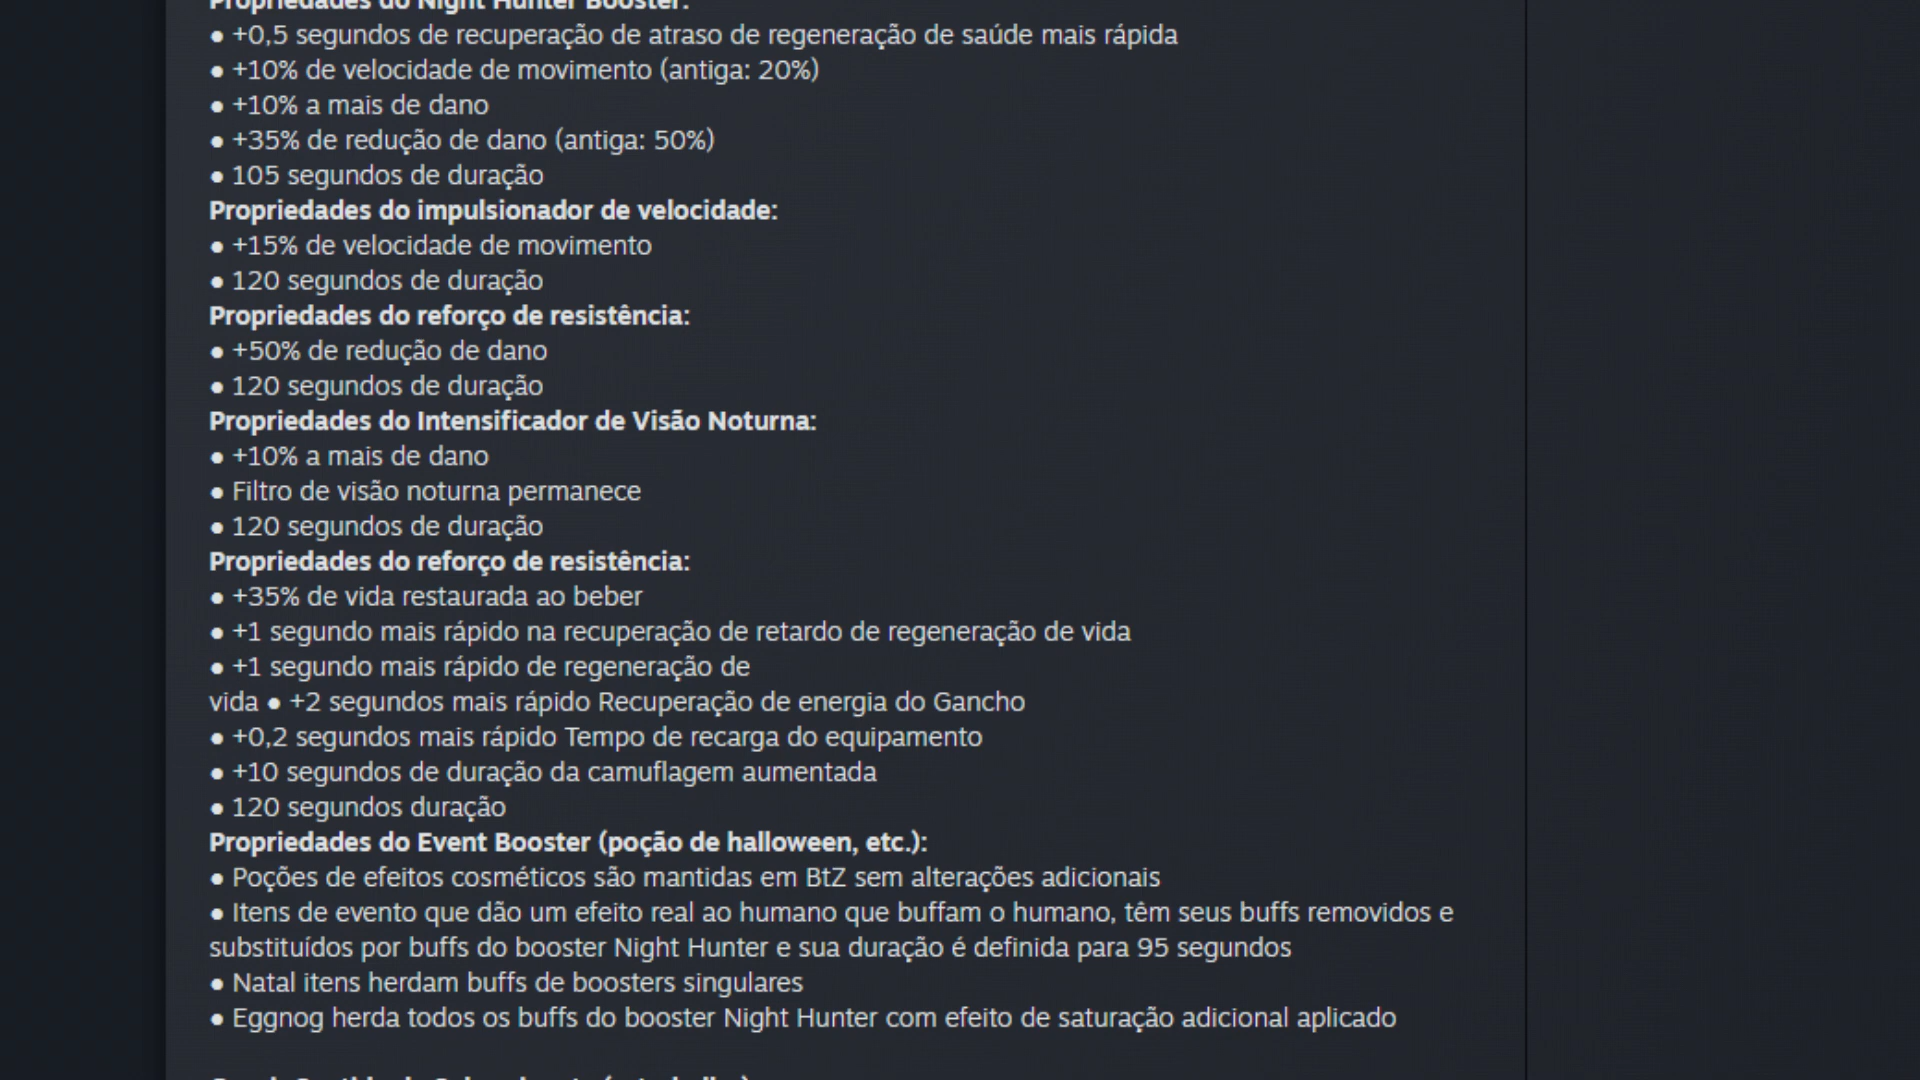 Propriedades do Night Hunter Booster:
● +0,5 segundos de recuperação de atraso de regeneração de saúde mais rápida
● +10% de velocidade de movimento (antiga: 20%)
● +10% a mais de dano
● +35% de redução de dano (antiga: 50%)
● 105 segundos de duração
Propriedades do impulsionador de velocidade:
● +15% de velocidade de movimento
● 120 segundos de duração
Propriedades do reforço de resistência:
● +50% de redução de dano
● 120 segundos de duração
Propriedades do Intensificador de Visão Noturna:
● +10% a mais de dano
● Filtro de visão noturna permanece
● 120 segundos de duração
Propriedades do reforço de resistência:
● +35% de vida restaurada ao beber
● +1 segundo mais rápido na recuperação de retardo de regeneração de vida
● +1 segundo mais rápido de regeneração de
vida ● +2 segundos mais rápido Recuperação de energia do Gancho
● +0,2 segundos mais rápido Tempo de recarga do equipamento
● +10 segundos de duração da camuflagem aumentada
● 120 segundos duração
Propriedades do Event Booster (poção de halloween, etc.):
● Poções de efeitos cosméticos são mantidas em BtZ sem alterações adicionais
● Itens de evento que dão um efeito real ao humano que buffam o humano, têm seus buffs removidos e
substituídos por buffs do booster Night Hunter e sua duração é definida para 95 segundos
● Natal itens herdam buffs de boosters singulares
● Eggnog herda todos os buffs do booster Night Hunter com efeito de saturação adicional aplicado